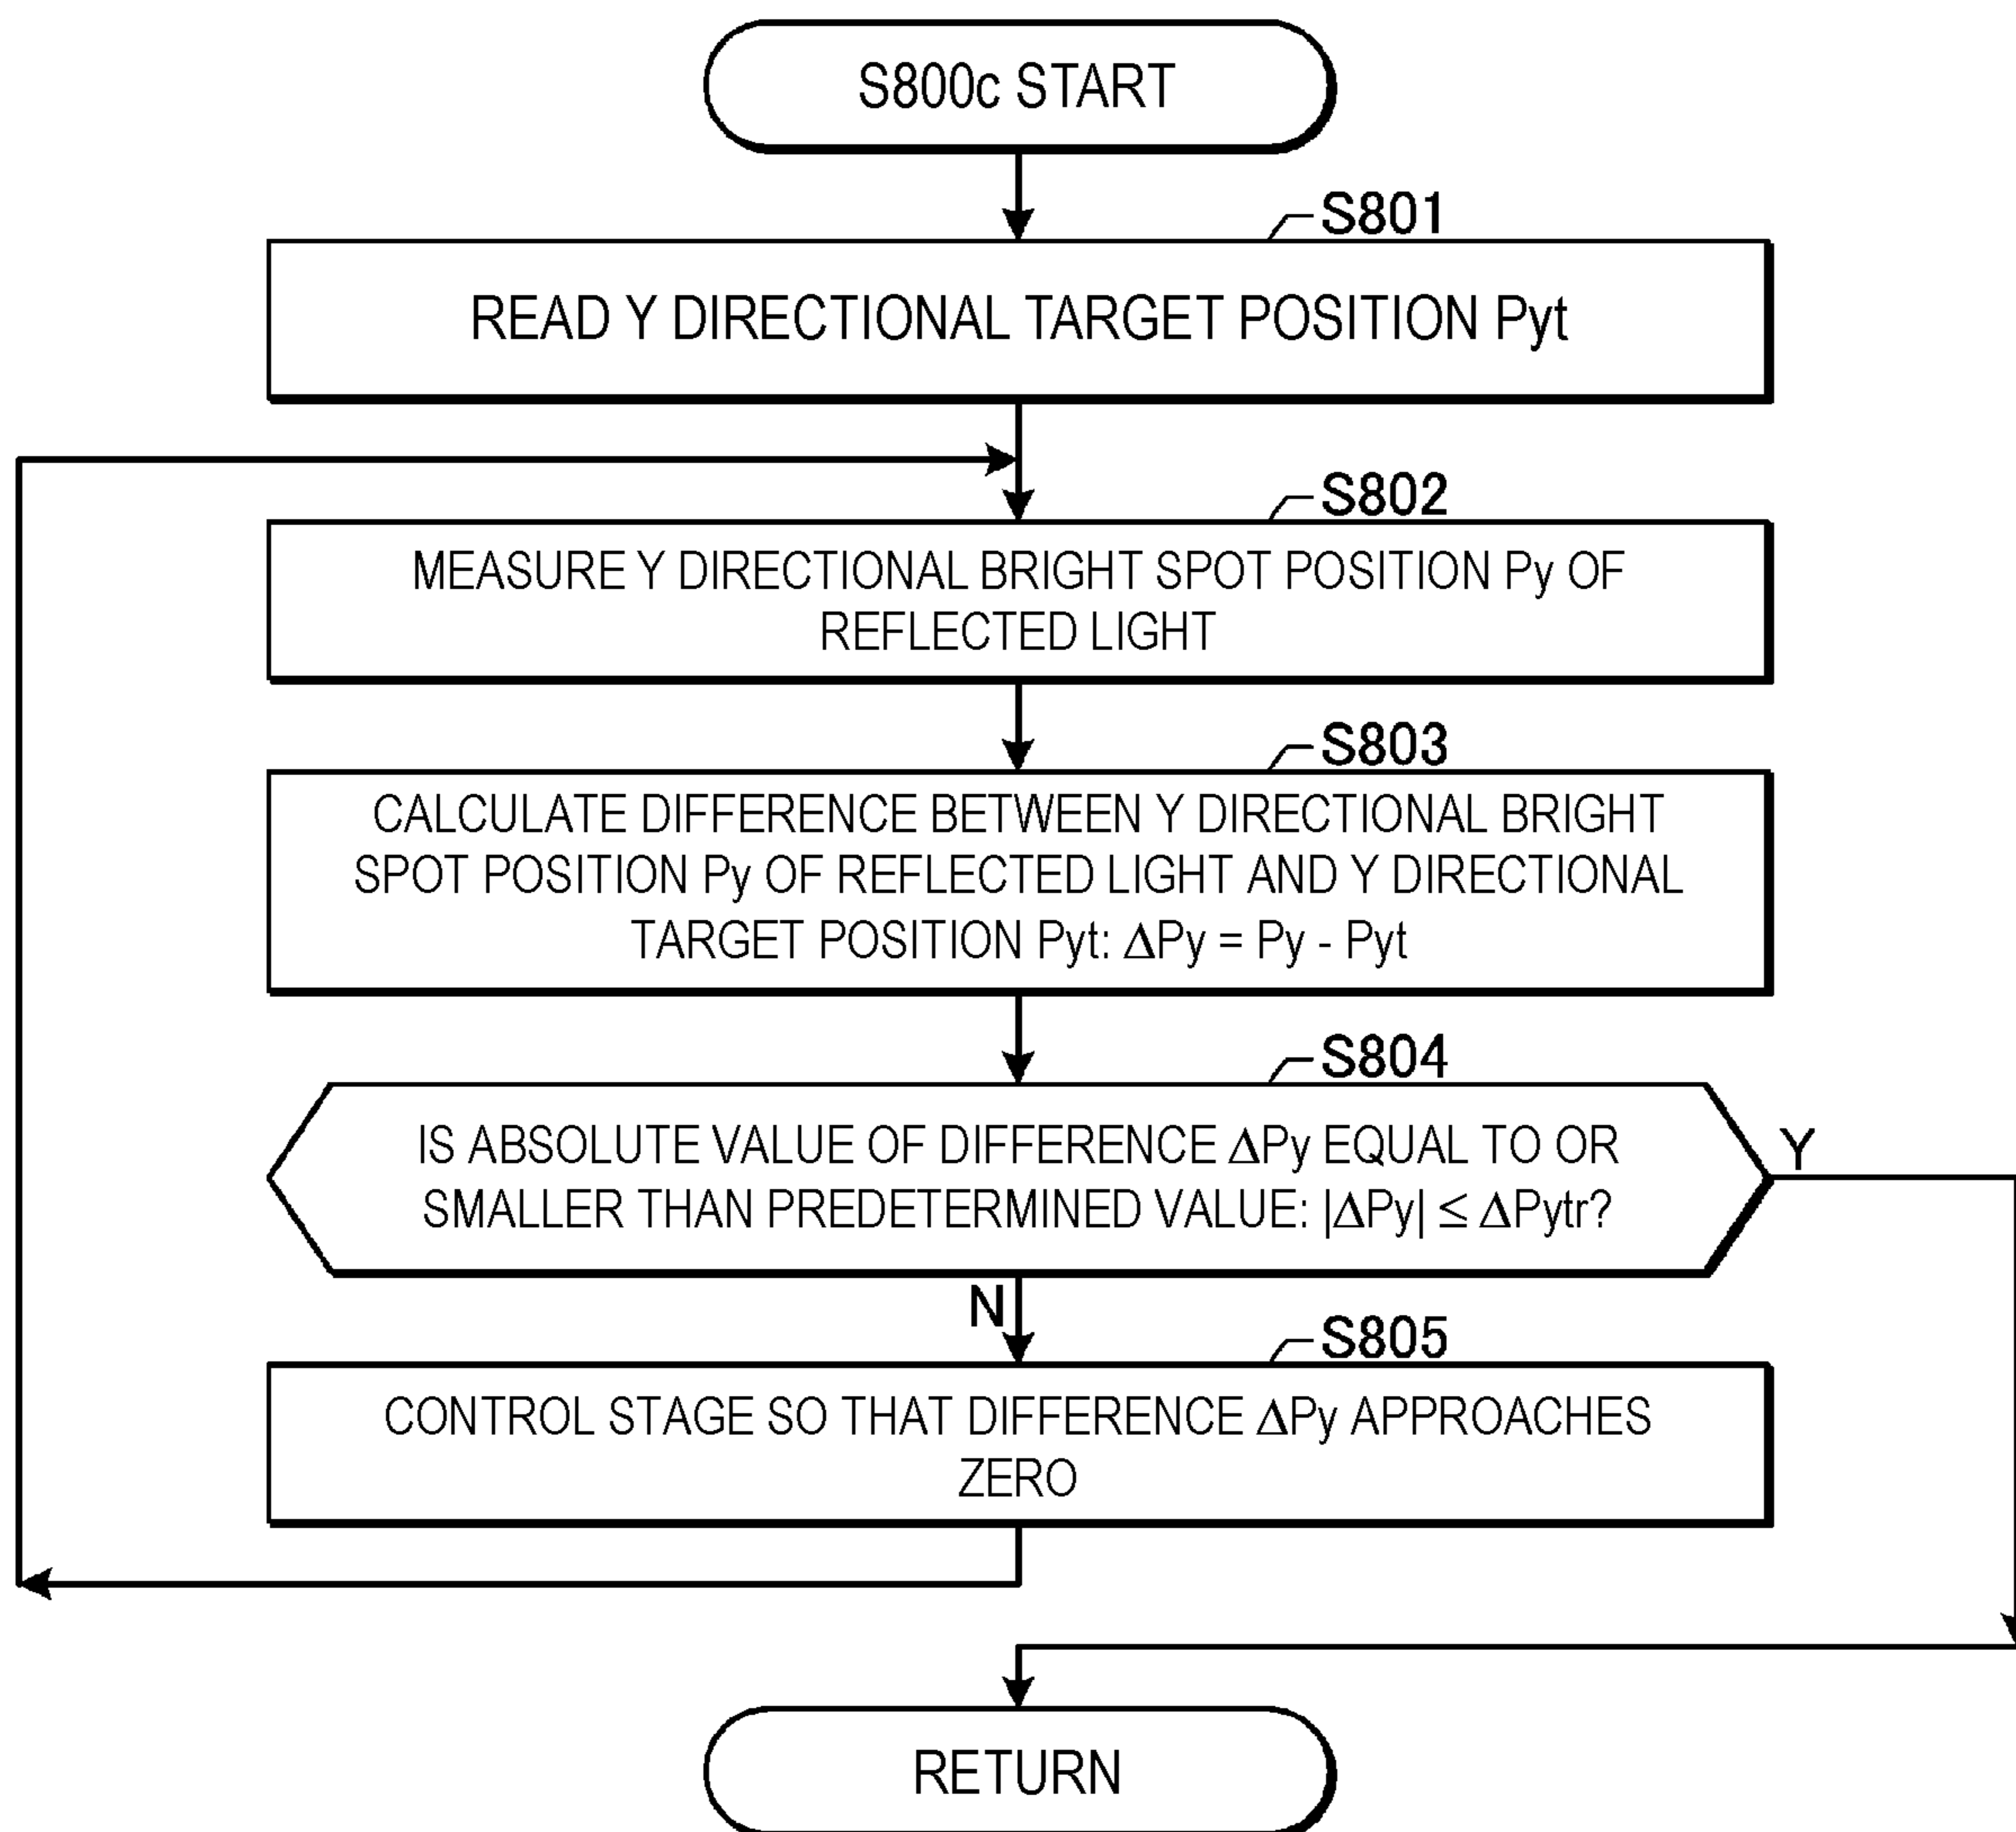 S800c START
S801
READ Y DIRECTIONAL TARGET POSITION Pyt
S802
MEASURE Y DIRECTIONAL BRIGHT SPOT POSITION Py OF
REFLECTED LIGHT
S803
CALCULATE DIFFERENCE BETWEEN Y DIRECTIONAL BRIGHT
SPOT POSITION Py OF REFLECTED LIGHT AND Y DIRECTIONAL
TARGET POSITION Pyt: ΔPy = Py - Pyt
S804
IS ABSOLUTE VALUE OF DIFFERENCE ΔPy EQUAL TO OR
SMALLER THAN PREDETERMINED VALUE: |ΔPy| ≤ ΔPytr?
Y
N
S805
CONTROL STAGE SO THAT DIFFERENCE ΔPy APPROACHES
ZERO
RETURN